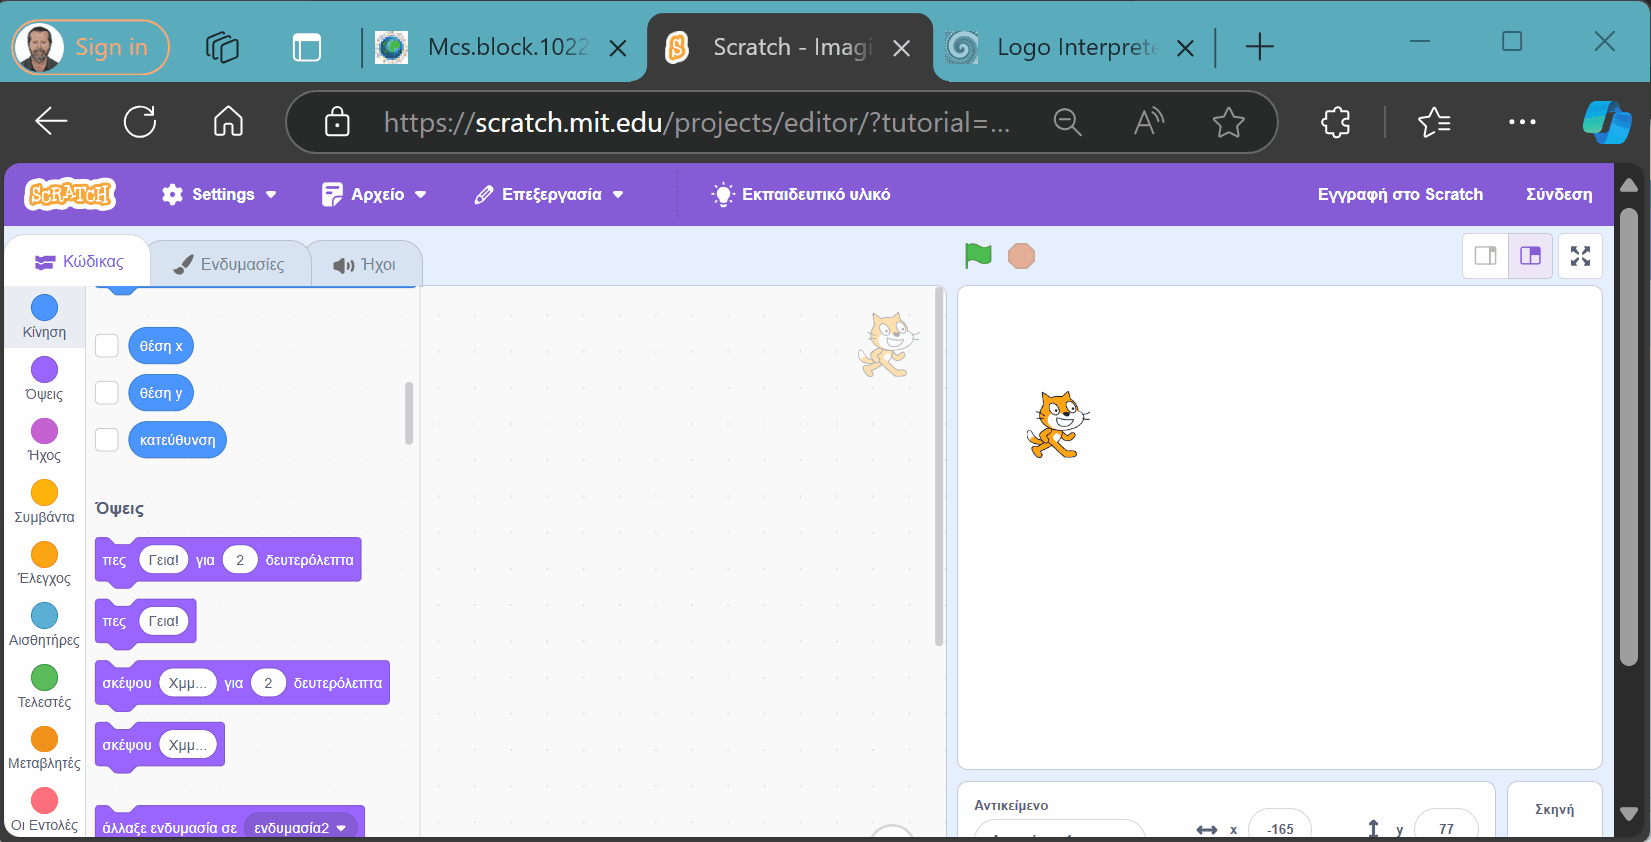 Sign in
Mcs.block.1022
Scratch - Imagi
Logo Interprete
https://scratch.mit.edu/projects/editor/?tutorial=...
SCRATCH
Settings
Αρχείο
Επεξεργασία
Εκπαιδευτικό υλικό
Εγγραφή στο Scratch
Σύνδεση
Κώδικας
Ενδυμασίες
Ήχοι
Κίνηση
Όψεις
Ήχος
Συμβάντα
Έλεγχος
Αισθητήρες
Τελεστές
Μεταβλητές
Οι Εντολές
θέση x
θέση y
κατεύθυνση
Όψεις
πες Γεια! για 2 δευτερόλεπτα
πες Γεια!
σκέψου Χμμ... για 2 δευτερόλεπτα
σκέψου Χμμ...
άλλαξε ενδυμασία σε ενδυμασία2
Αντικείμενο
x -165
y 77
Σκηνή